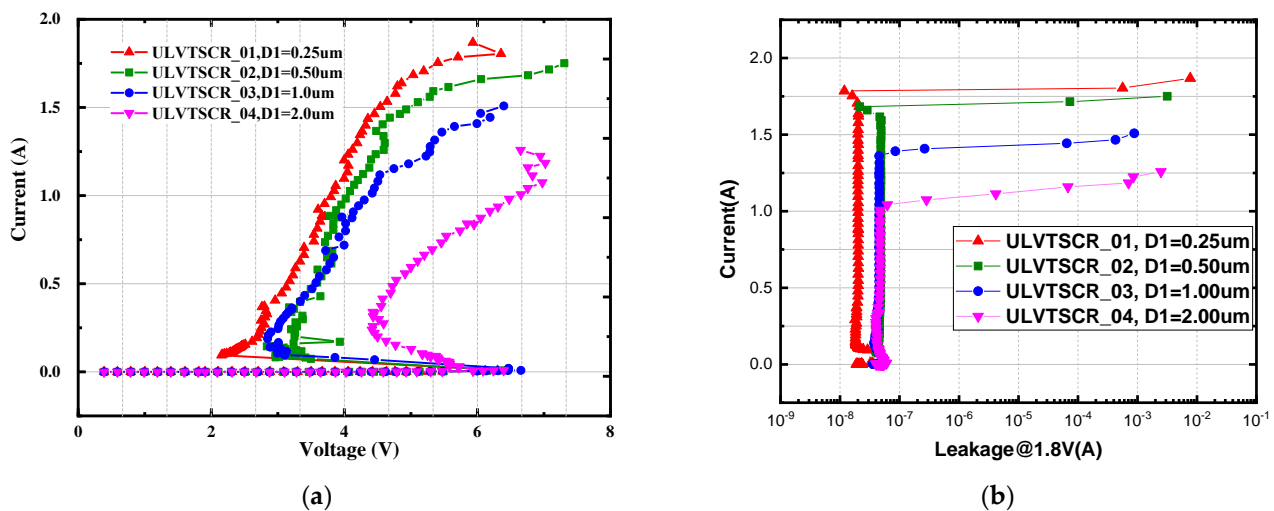 2.0
1.5
1.0
0.5
0.0
Current (A)
ULVTSCR_01,D1=0.25um
ULVTSCR_02,D1=0.50um
ULVTSCR_03,D1=1.0um
ULVTSCR_04,D1=2.0um
0 2 4 6 8
Voltage (V)
(a)
2.0
1.5
1.0
0.5
0.0
Current(A)
ULVTSCR_01, D1=0.25um
ULVTSCR_02, D1=0.50um
ULVTSCR_03, D1=1.00um
ULVTSCR_04, D1=2.00um
10-9 10-8 10-7 10-6 10-5 10-4 10-3 10-2 10-1
Leakage@1.8V(A)
(b)